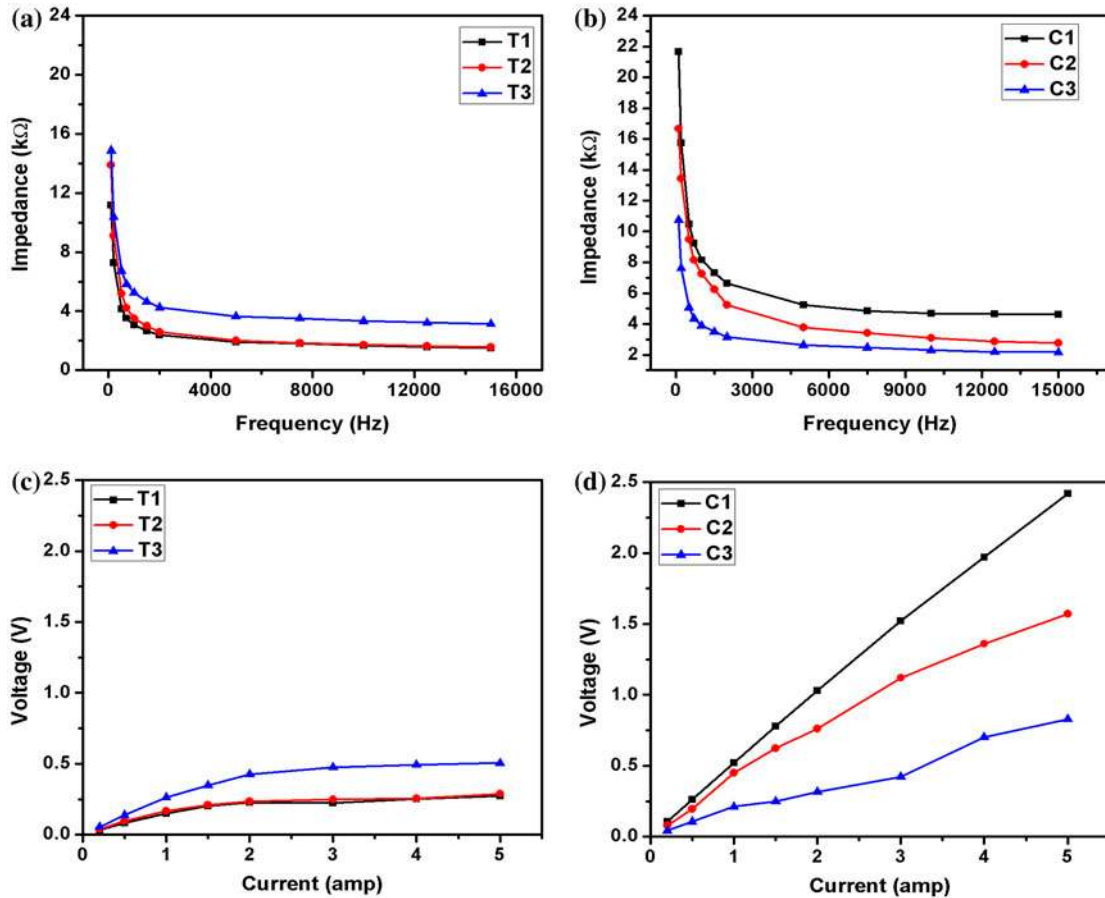 (a)
24
20
16
12
8
4
0
Impedance (kΩ)
T1
T2
T3
0 4000 8000 12000 16000
Frequency (Hz)
(b)
24
22
20
18
16
14
12
10
8
6
4
2
Impedance (kΩ)
C1
C2
C3
0 3000 6000 9000 12000 15000
Frequency (Hz)
(c)
2.5
2.0
1.5
1.0
0.5
0.0
Voltage (V)
T1
T2
T3
0 1 2 3 4 5
Current (amp)
(d)
2.5
2.0
1.5
1.0
0.5
0.0
Voltage (V)
C1
C2
C3
0 1 2 3 4 5
Current (amp)